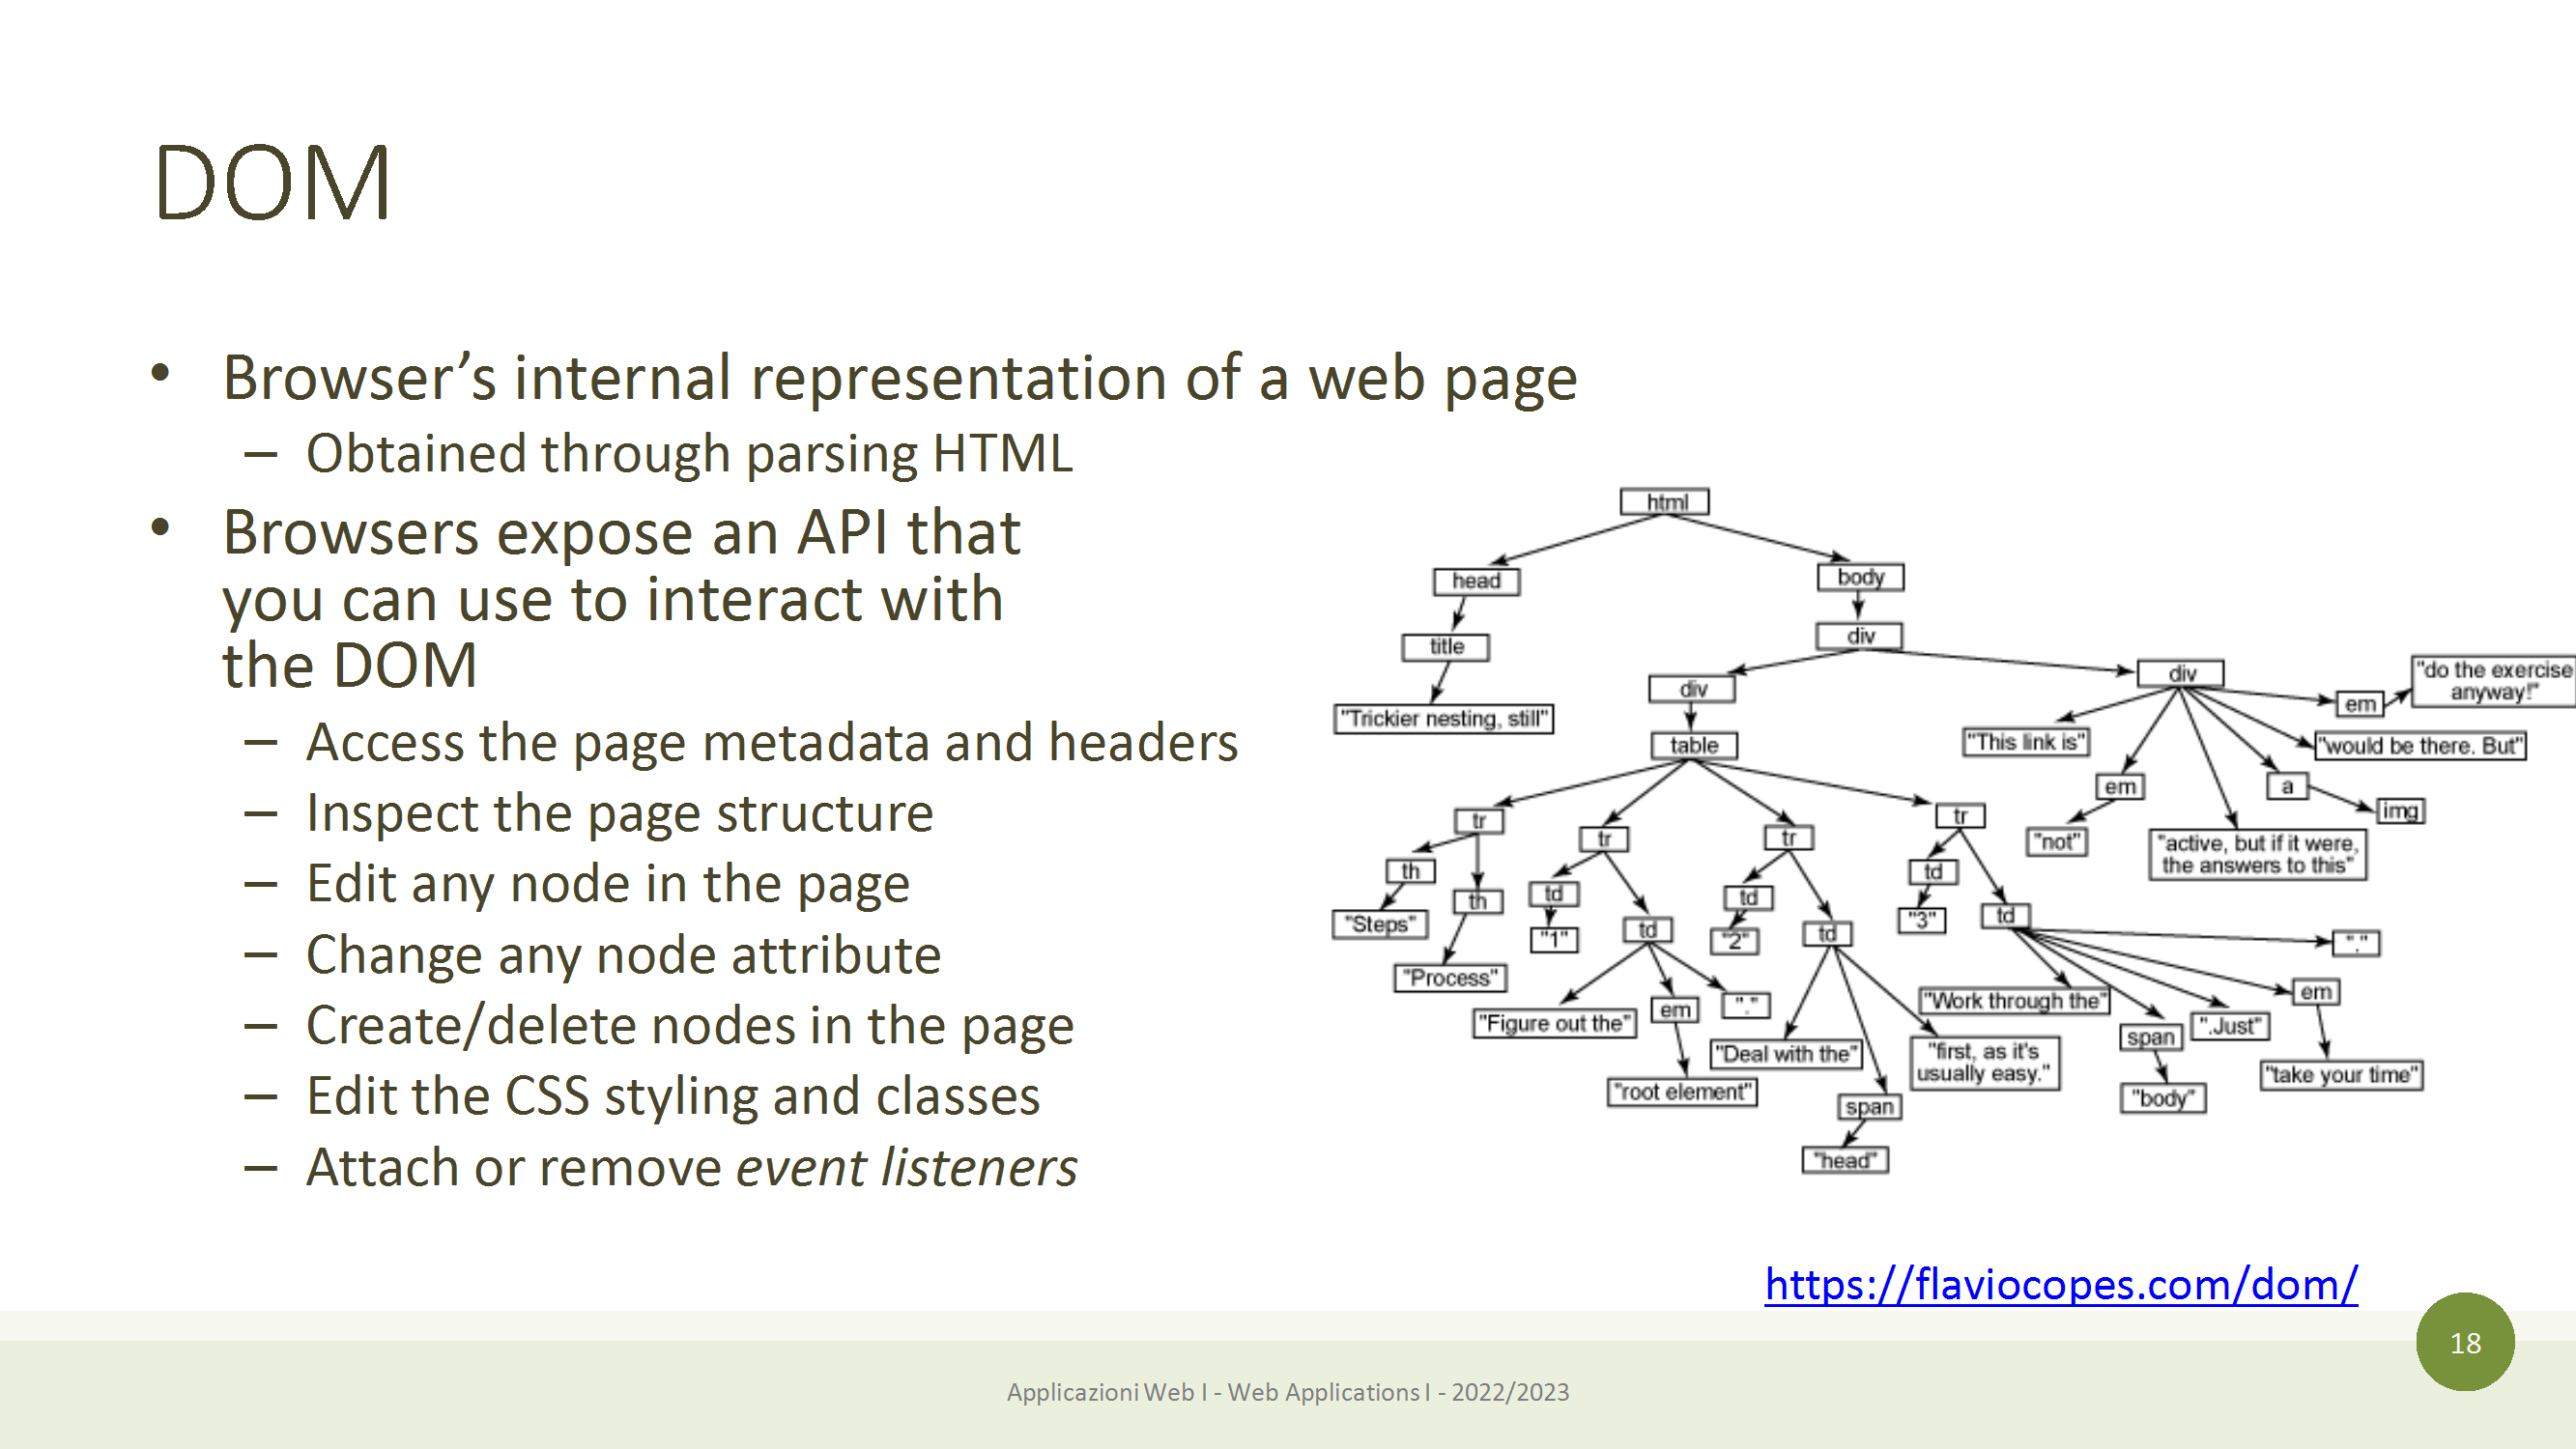 DOM
• Browser’s internal representation of a web page
– Obtained through parsing HTML
• Browsers expose an API that
you can use to interact with
the DOM
– Access the page metadata and headers
– Inspect the page structure
– Edit any node in the page
– Change any node attribute
– Create/delete nodes in the page
– Edit the CSS styling and classes
– Attach or remove event listeners
html
head
body
title
div
"Trickier nesting, still"
div
div
table
"This link is"
em
"do the exercise
anyway!"
"would be there. But"
em
a
img
"not"
"active, but if it were,
the answers to this"
tr
tr
tr
tr
th
th
td
td
td
td
td
td
"Steps"
"Process"
"1"
"2"
"3"
"Figure out the"
em
"."
"root element"
"Deal with the"
"first, as it's
usually easy."
span
"head"
"Work through the"
span
".Just"
em
"."
"body"
"take your time"
https://flaviocopes.com/dom/
18
Applicazioni Web I - Web Applications I - 2022/2023